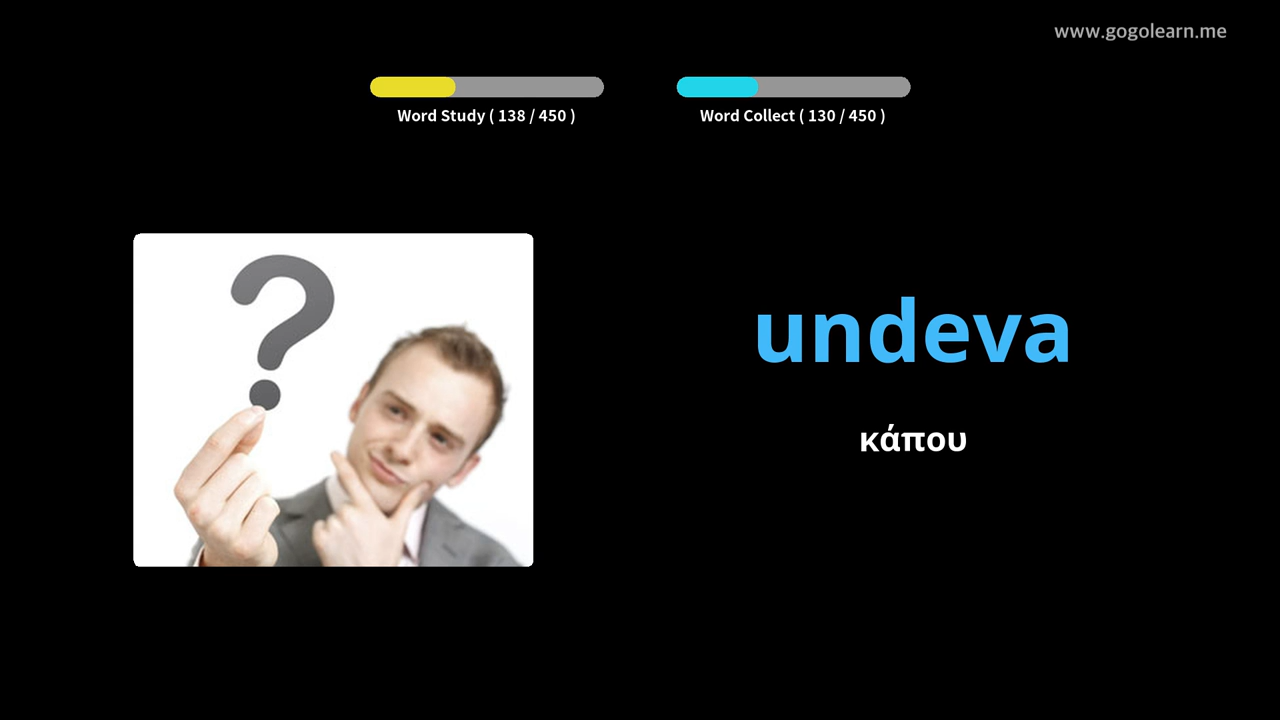 www.gogolearn.me
Word Study ( 138 / 450 )
Word Collect ( 130 / 450 )
?
undeva
κάπου